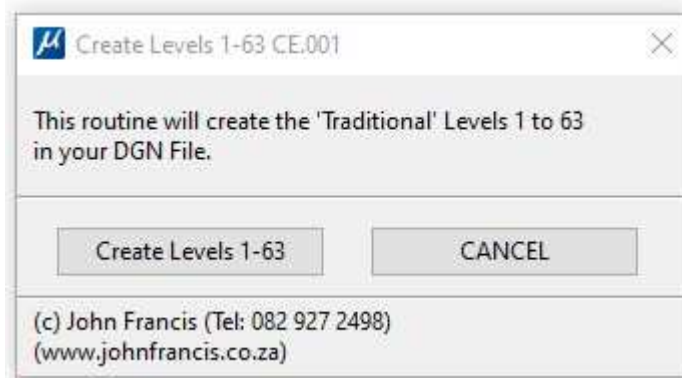 Create Levels 1-63 CE.001
This routine will create the 'Traditional' Levels 1 to 63
in your DGN File.
Create Levels 1-63
CANCEL
(c) John Francis (Tel: 082 927 2498)
(www.johnfrancis.co.za)